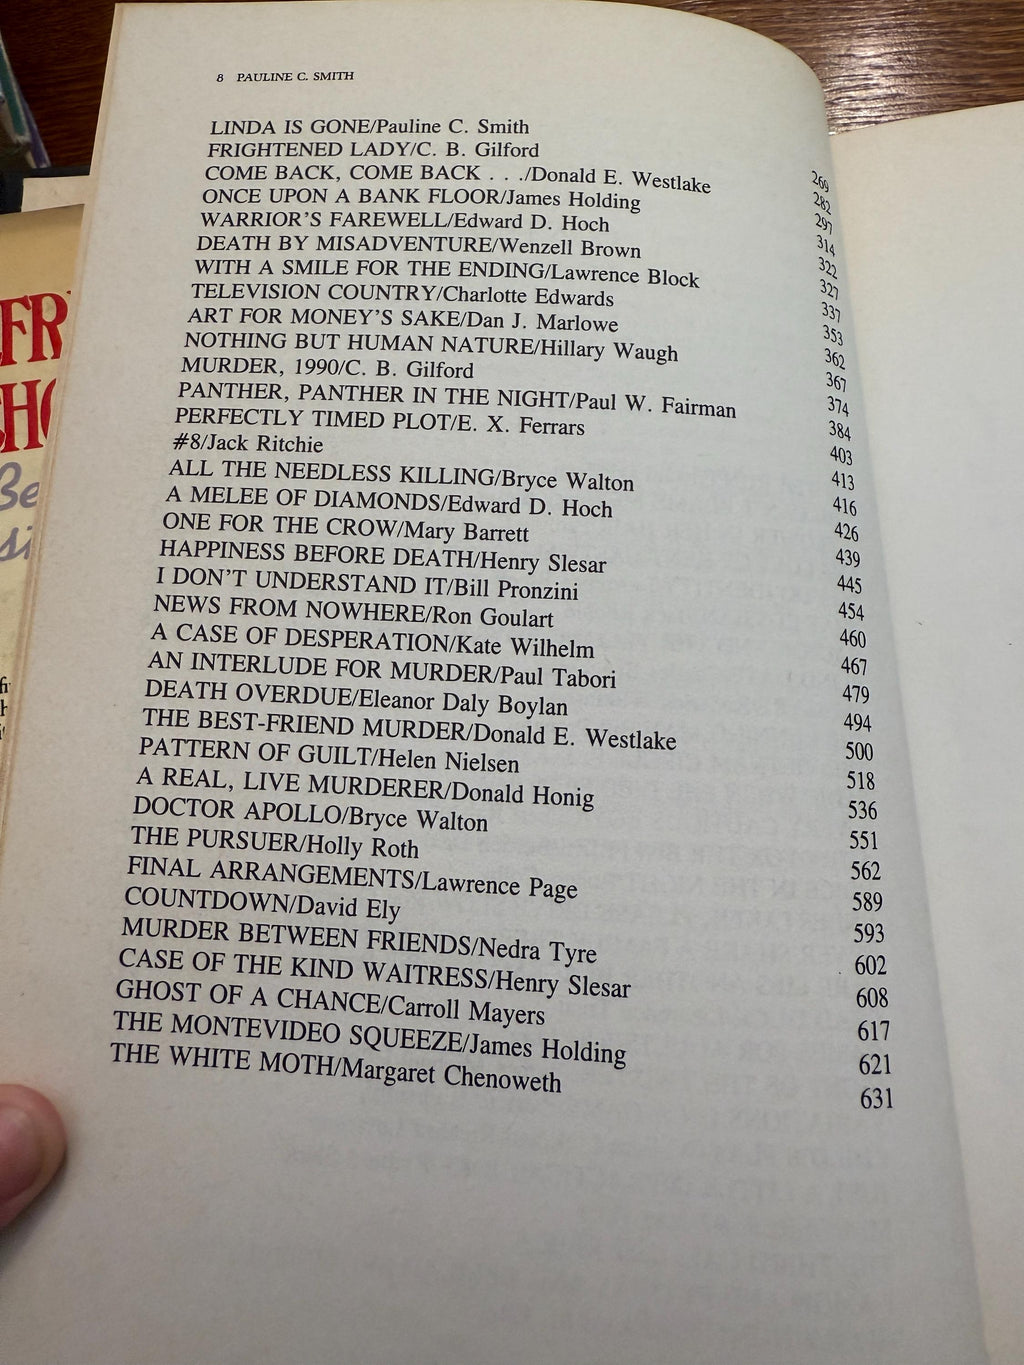 8 PAULINE C. SMITH
LINDA IS GONE/Pauline C. Smith 269
FRIGHTENED LADY/C. B. Gilford 282
COME BACK, COME BACK . . ./Donald E. Westlake 297
ONCE UPON A BANK FLOOR/James Holding 314
WARRIOR'S FAREWELL/Edward D. Hoch 322
DEATH BY MISADVENTURE/Wenzell Brown 327
WITH A SMILE FOR THE ENDING/Lawrence Block 337
TELEVISION COUNTRY/Charlotte Edwards 353
ART FOR MONEY'S SAKE/Dan J. Marlowe 362
NOTHING BUT HUMAN NATURE/Hillary Waugh 367
MURDER, 1990/C. B. Gilford 374
PANTHER, PANTHER IN THE NIGHT/Paul W. Fairman 384
PERFECTLY TIMED PLOT/E. X. Ferrars 403
#8/Jack Ritchie 413
ALL THE NEEDLESS KILLING/Bryce Walton 416
A MELEE OF DIAMONDS/Edward D. Hoch 426
ONE FOR THE CROW/Mary Barrett 439
HAPPINESS BEFORE DEATH/Henry Slesar 445
I DON'T UNDERSTAND IT/Bill Pronzini 454
NEWS FROM NOWHERE/Ron Goulart 460
A CASE OF DESPERATION/Kate Wilhelm 467
AN INTERLUDE FOR MURDER/Paul Tabori 479
DEATH OVERDUE/Eleanor Daly Boylan 494
THE BEST-FRIEND MURDER/Donald E. Westlake 500
PATTERN OF GUILT/Helen Nielsen 518
A REAL, LIVE MURDERER/Donald Honig 536
DOCTOR APOLLO/Bryce Walton 551
THE PURSUER/Holly Roth 562
FINAL ARRANGEMENTS/Lawrence Page 589
COUNTDOWN/David Ely 593
MURDER BETWEEN FRIENDS/Nedra Tyre 602
CASE OF THE KIND WAITRESS/Henry Slesar 608
GHOST OF A CHANCE/Carroll Mayers 617
THE MONTEVIDEO SQUEEZE/James Holding 621
THE WHITE MOTH/Margaret Chenoweth 631